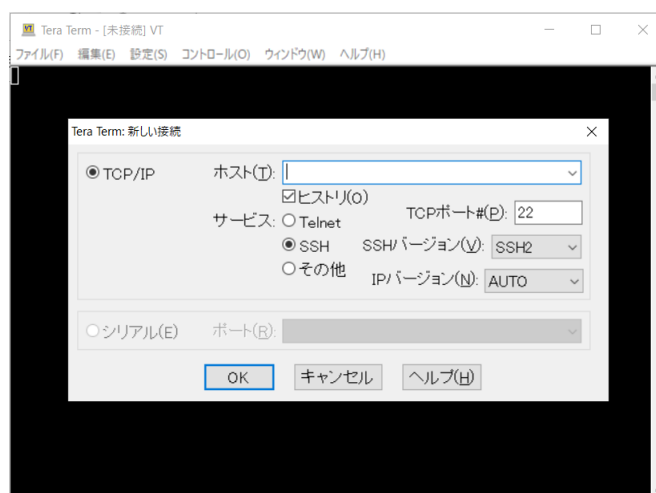 Tera Term - [未接続] VT
ファイル(F) 編集(E) 設定(S) コントロール(O) ウィンドウ(W) ヘルプ(H)
Tera Term: 新しい接続
TCP/IP ホスト(T):
ヒストリ(O)
サービス: Telnet TCPポート#(P): 22
SSH SSHバージョン(V): SSH2
その他 IPバージョン(N): AUTO
シリアル(E) ポート(R):
OK キャンセル ヘルプ(H)